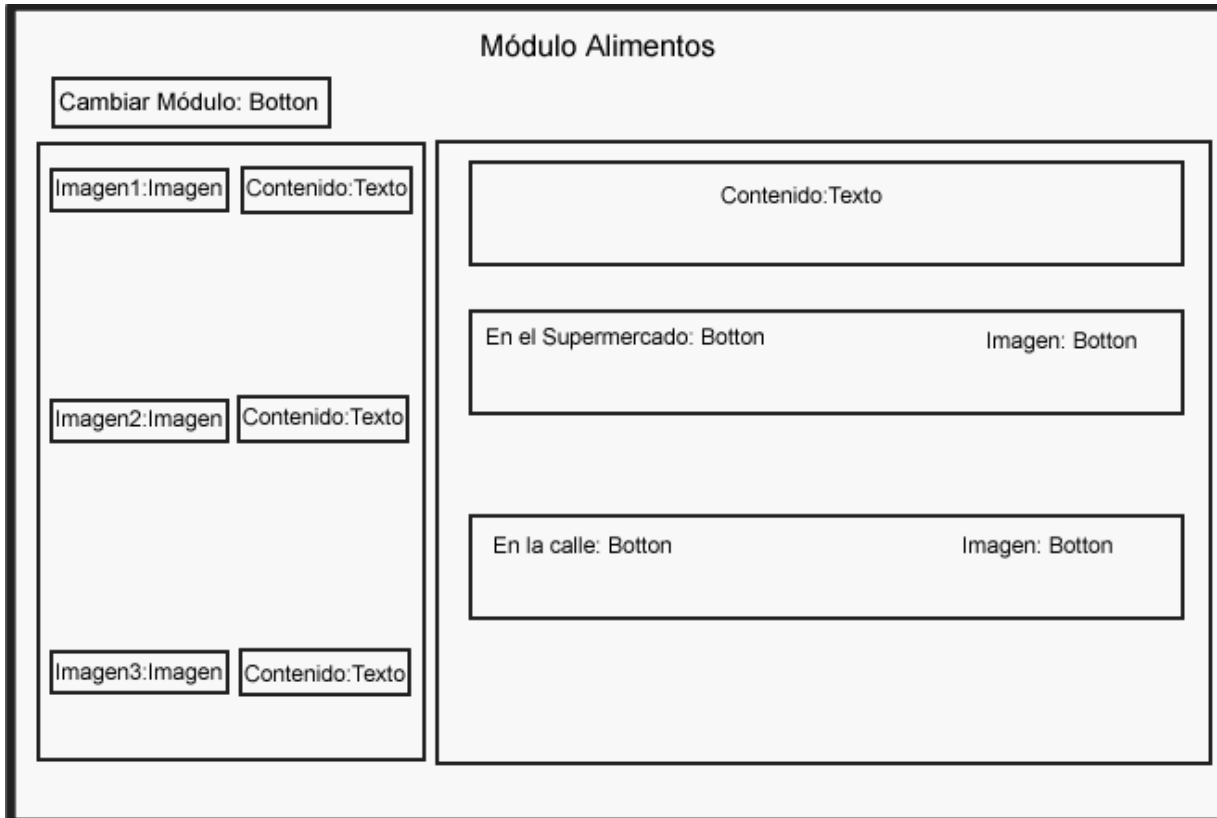 Módulo Alimentos
Cambiar Módulo: Botton
Imagen1:Imagen Contenido:Texto
Imagen2:Imagen Contenido:Texto
Imagen3:Imagen Contenido:Texto
Contenido:Texto
En el Supermercado: Botton Imagen: Botton
En la calle: Botton Imagen: Botton